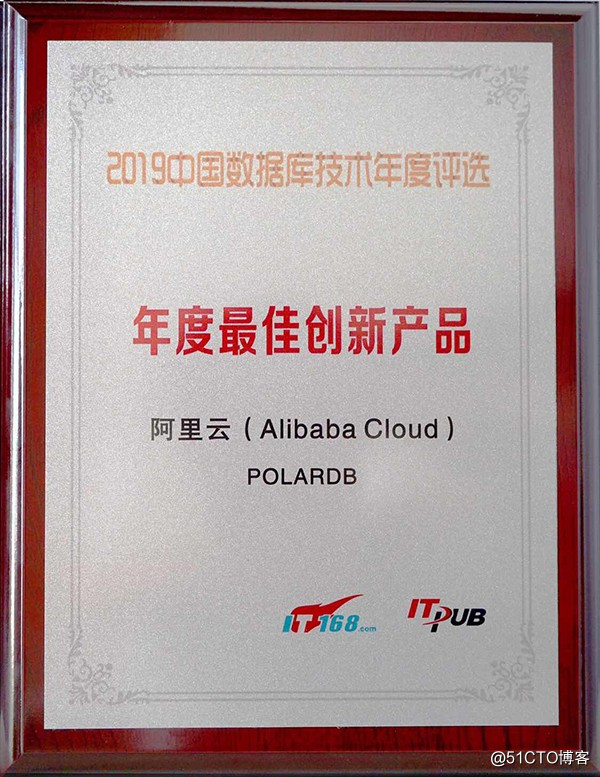 2019中国数据库技术年度评选
年度最佳创新产品
阿里云（Alibaba Cloud）
POLARDB
IT168.com
ITPUB
@51CTO博客